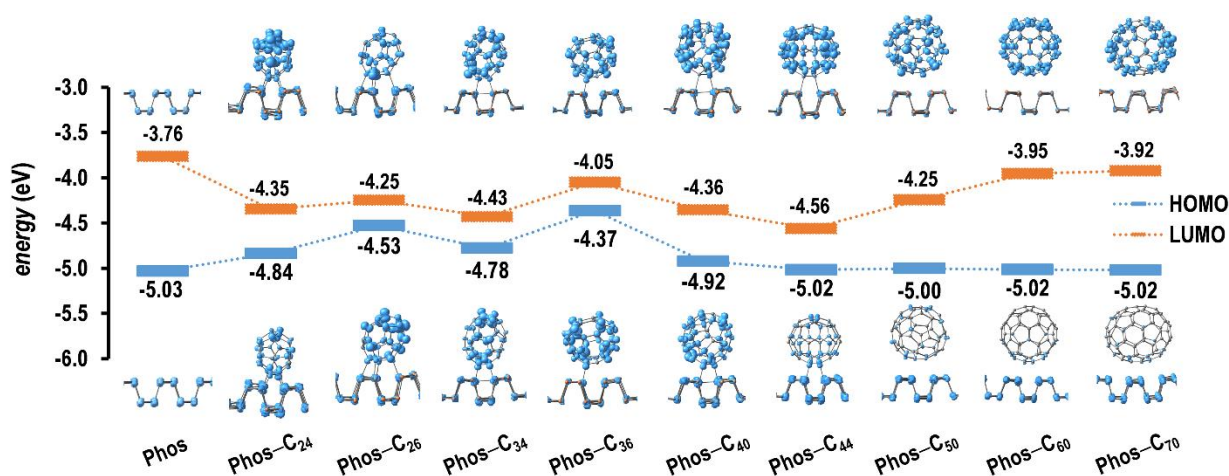 -3.0
-3.5
-4.0
-4.5
-5.0
-5.5
-6.0
energy (eV)
-3.76
-4.35
-4.25
-4.43
-4.05
-4.36
-4.56
-4.25
-3.95
-3.92
-5.03
-4.84
-4.53
-4.78
-4.37
-4.92
-5.02
-5.00
-5.02
-5.02
HOMO
LUMO
Phos
Phos–C₂₄
Phos–C₂₆
Phos–C₃₄
Phos–C₃₆
Phos–C₄₀
Phos–C₄₄
Phos–C₅₀
Phos–C₆₀
Phos–C₇₀